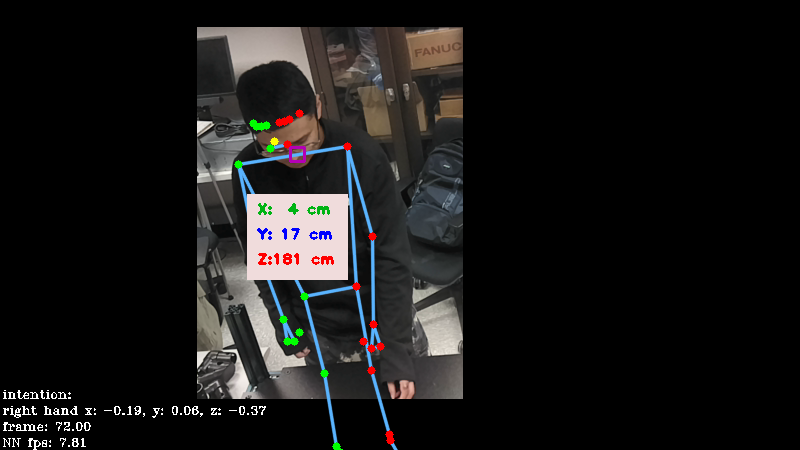 FANUC
X: 4 cm
Y: 17 cm
Z:181 cm
intention:
right hand x: -0.19, y: 0.06, z: -0.37
frame: 72.00
NN fps: 7.81